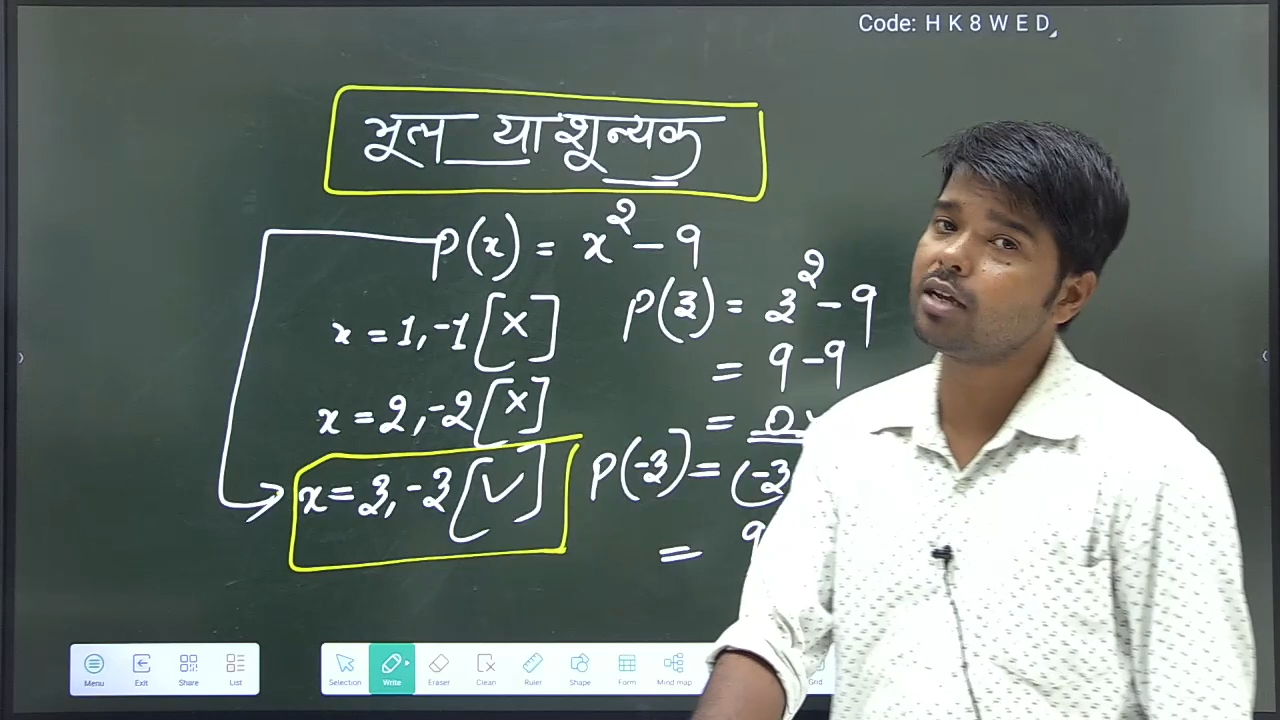 Code: H K 8 W E D
मूल या शून्यक
P(x) = x² - 9
x = 1, -1 [X]
x = 2, -2 [X]
x = 3, -3 [✓]
P(3) = 3² - 9
= 9 - 9
= 0
P(-3) =
(-3
= 9
Menu Exit Share List
Selection Write Eraser Clean Ruler Shape Form Mind map Grid